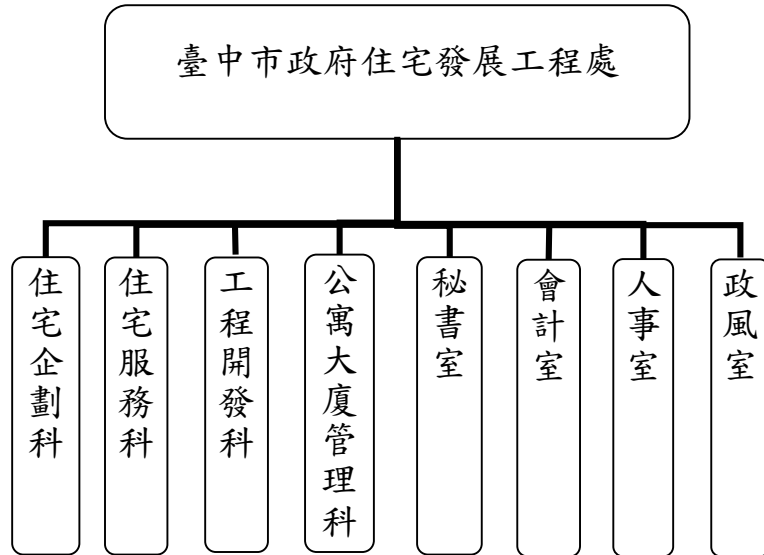 臺中市政府住宅發展工程處
住宅企劃科
住宅服務科
工程開發科
公寓大廈管理科
秘書室
會計室
人事室
政風室